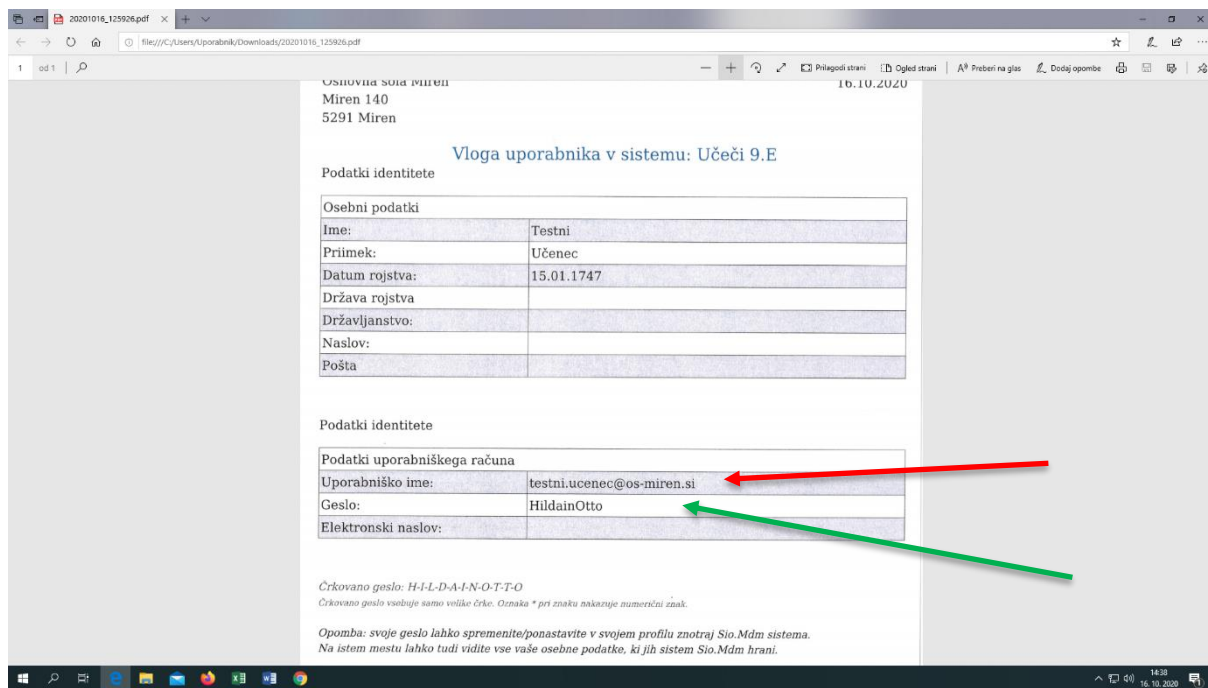 20201016_125926.pdf
file:///C:/Users/Uporabnik/Downloads/20201016_125926.pdf
1 od 1 Prilagodi strani Ogled strani Preberi na glas Dodaj opombe
Osnovna šola Miren 16.10.2020
Miren 140
5291 Miren
Vloga uporabnika v sistemu: Učeči 9.E
Podatki identitete
Osebni podatki
Ime: Testni
Priimek: Učenec
Datum rojstva: 15.01.1747
Država rojstva
Državljanstvo:
Naslov:
Pošta
Podatki identitete
Podatki uporabniškega računa
Uporabniško ime: testni.ucenec@os-miren.si
Geslo: HildainOtto
Elektronski naslov:
Črkovano geslo: H-I-L-D-A-I-N-O-T-T-O
Črkovano geslo vsebuje samo velike črke. Oznaka * pri znaku nakazuje numerični znak.
Opomba: svoje geslo lahko spremenite/ponastavite v svojem profilu znotraj Sio.Mdm sistema.
Na istem mestu lahko tudi vidite vse vaše osebne podatke, ki jih sistem Sio.Mdm hrani.
14:38
16. 10. 2020